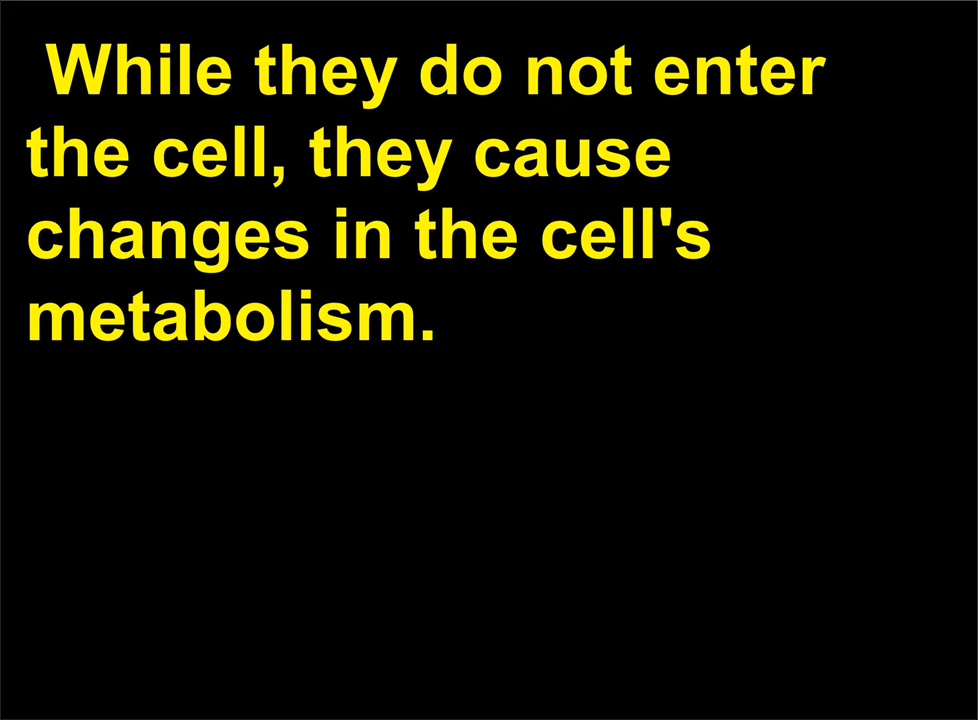 While they do not enter
the cell, they cause
changes in the cell's
metabolism.